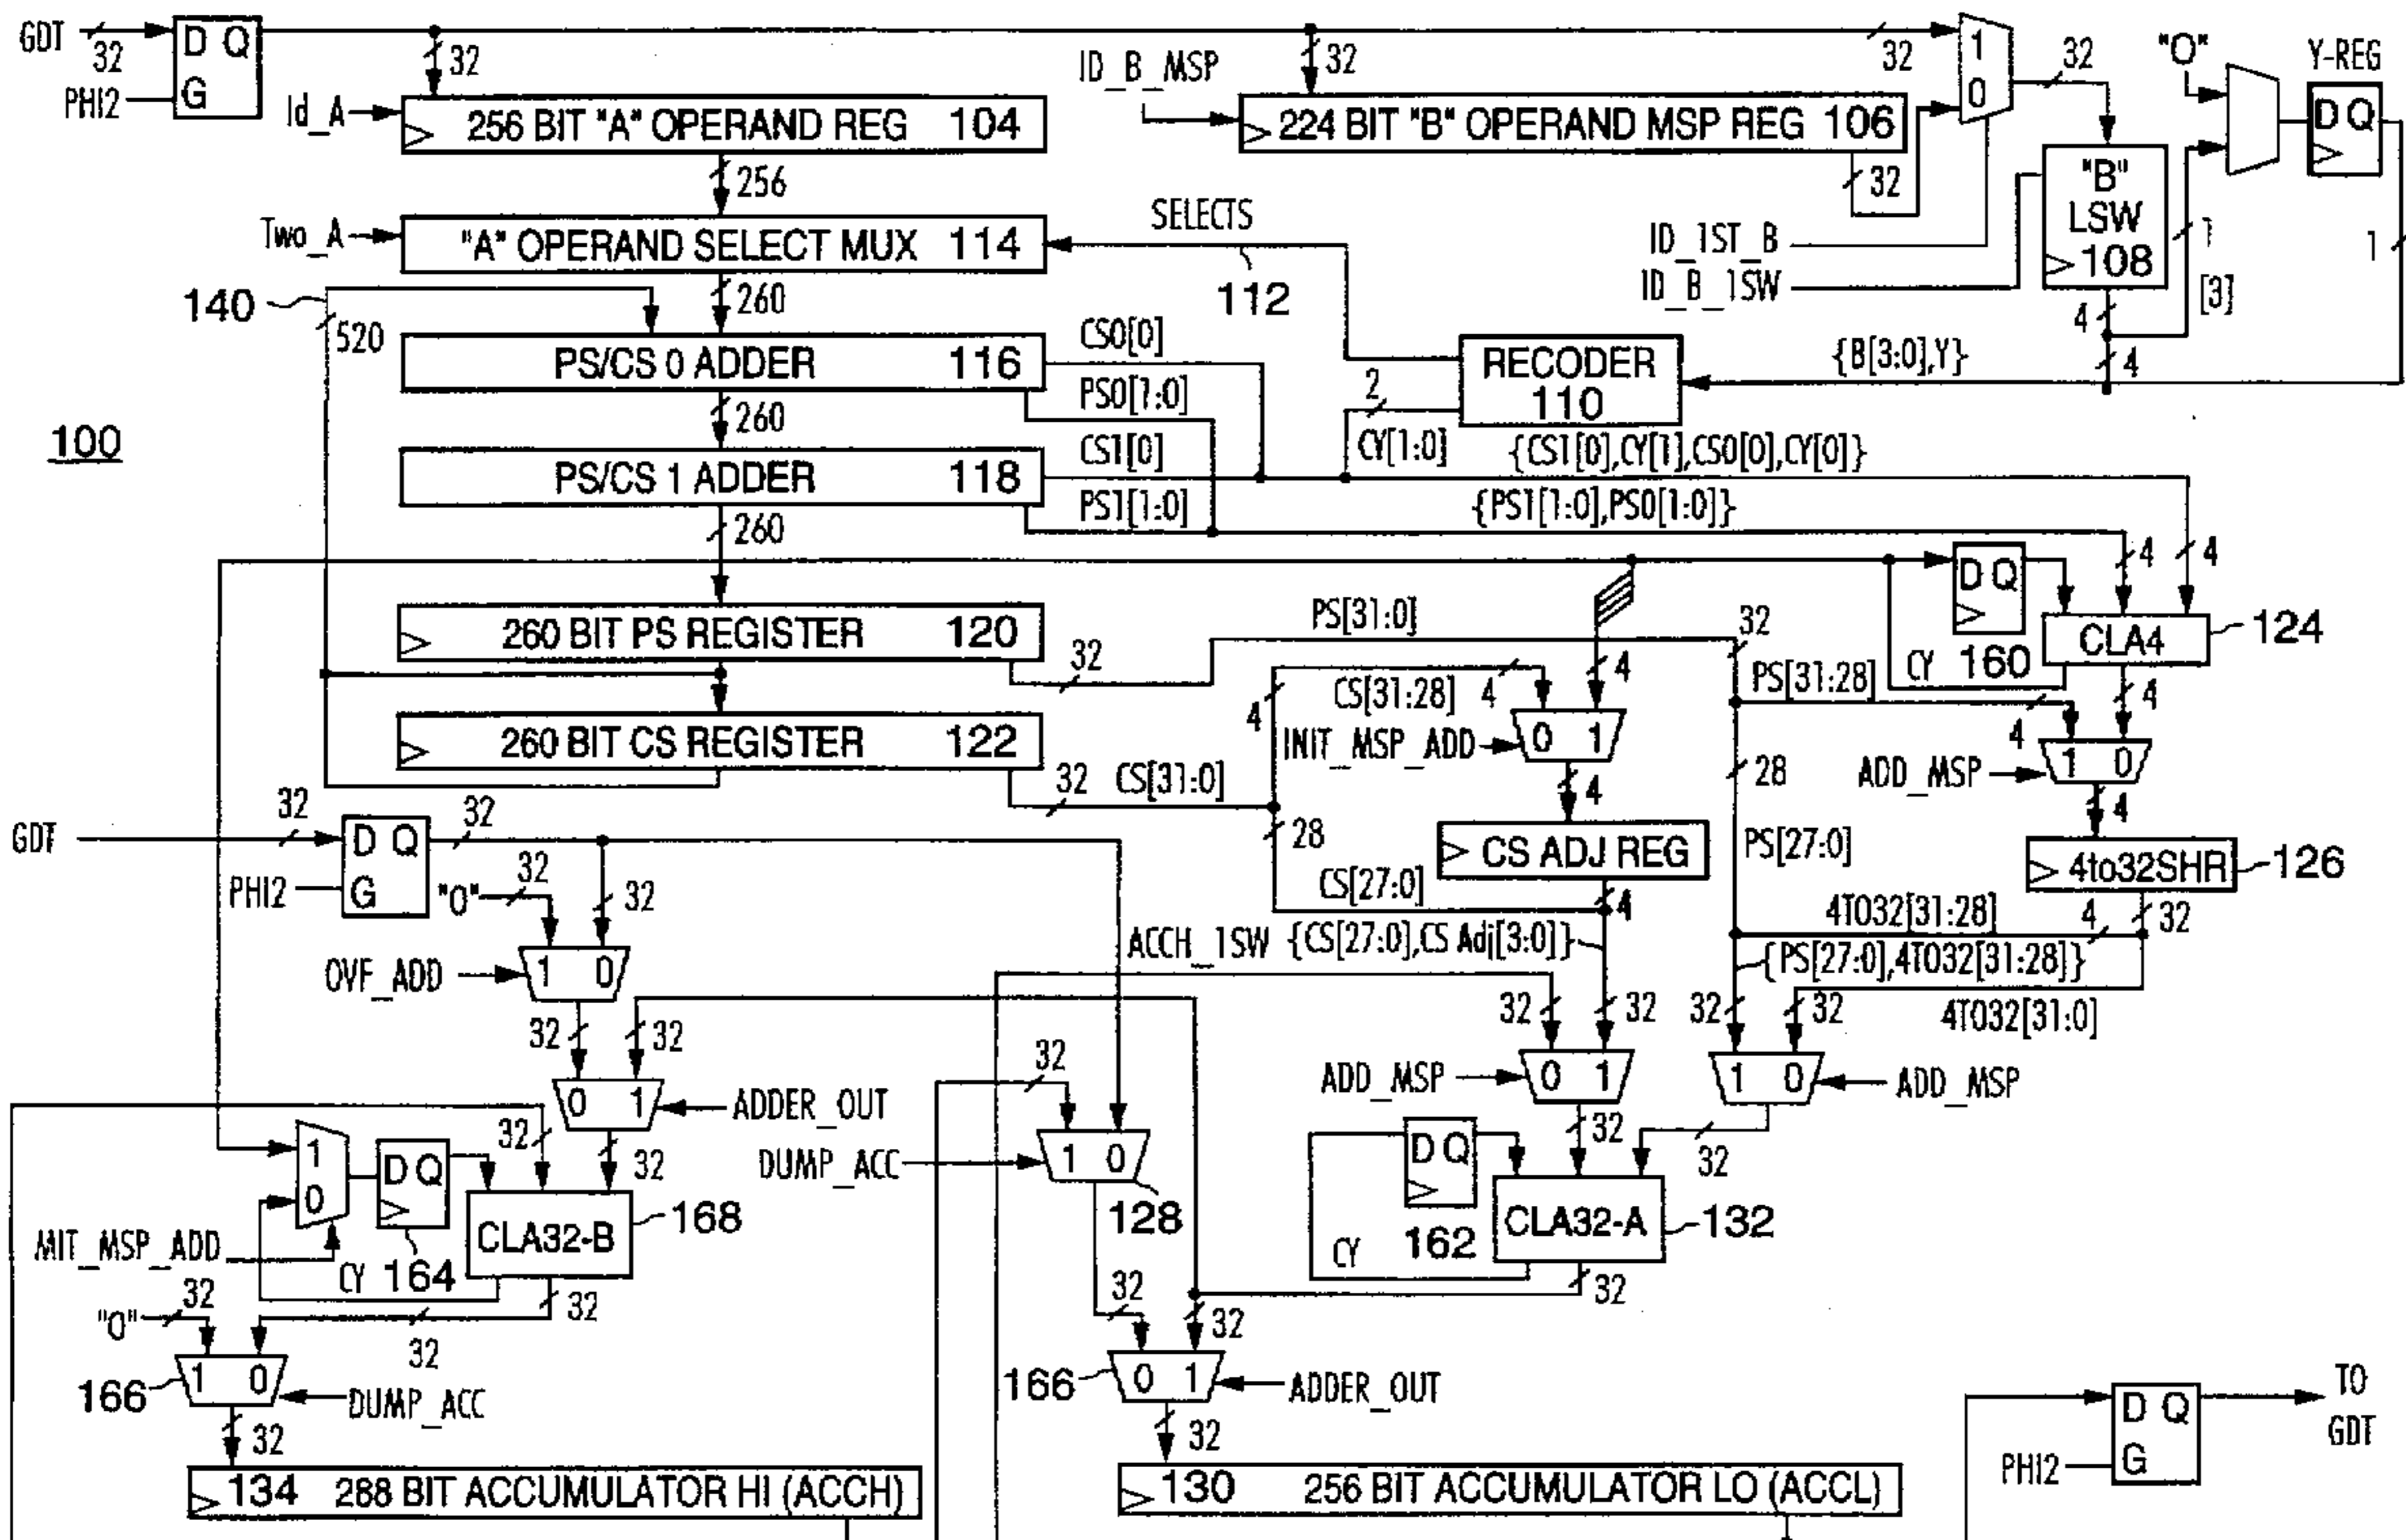 GDT
32
D Q
G
PHI2
32
Id_A
256 BIT "A" OPERAND REG 104
256
ID_B_MSP
32
224 BIT "B" OPERAND MSP REG 106
32
32
1
0
32
"0"
Y-REG
D Q
"B"
LSW
108
1
[3]
1
4
4
ID_1ST_B
ID_B_1SW
Two_A
"A" OPERAND SELECT MUX 114
SELECTS
112
260
140
520
PS/CS 0 ADDER 116
CS0[0]
PS0[1:0]
260
RECODER
110
{B[3:0],Y}
2
CY[1:0]
100
PS/CS 1 ADDER 118
CS1[0]
PS1[1:0]
{CS1[0],CY[1],CS0[0],CY[0]}
{PS1[1:0],PS0[1:0]}
260
4
4
D Q
CY 160
CLA4
124
260 BIT PS REGISTER 120
32
PS[31:0]
32
4
CS[31:28]
4
4
PS[31:28]
4
4
260 BIT CS REGISTER 122
32
CS[31:0]
INIT_MSP_ADD
0 1
4
28
ADD_MSP
1 0
4
28
CS ADJ REG
PS[27:0]
4to32SHR
126
CS[27:0]
4
4TO32[31:28]
4
32
GDT
32
D Q
G
PHI2
32
"0"
32
32
OVF_ADD
1 0
ACCH_1SW
{CS[27:0],CS Adj[3:0]}
{PS[27:0],4TO32[31:28]}
4TO32[31:0]
32
32
32
32
32
32
0 1
ADDER_OUT
32
ADD_MSP
0 1
1 0
ADD_MSP
32
32
1
0
D Q
32
32
CLA32-B
168
DUMP_ACC
1 0
128
D Q
CY 162
CLA32-A
132
32
MIT_MSP_ADD
CY 164
32
"0"
32
32
166
1 0
DUMP_ACC
32
32
32
166
0 1
ADDER_OUT
32
134 288 BIT ACCUMULATOR HI (ACCH)
130 256 BIT ACCUMULATOR LO (ACCL)
D Q
G
PHI2
TO
GDT